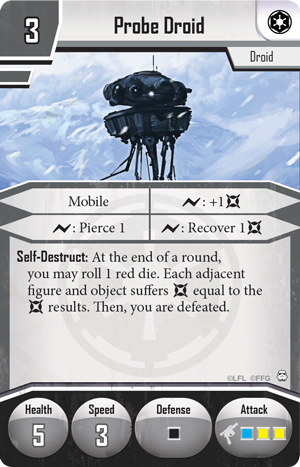 3
Probe Droid
Droid
Mobile
: +1
: Pierce 1
: Recover 1
Self-Destruct: At the end of a round,
you may roll 1 red die. Each adjacent
figure and object suffers equal to the
results. Then, you are defeated.
©LFL ©FFG
Health
Speed
Defense
Attack
5
3